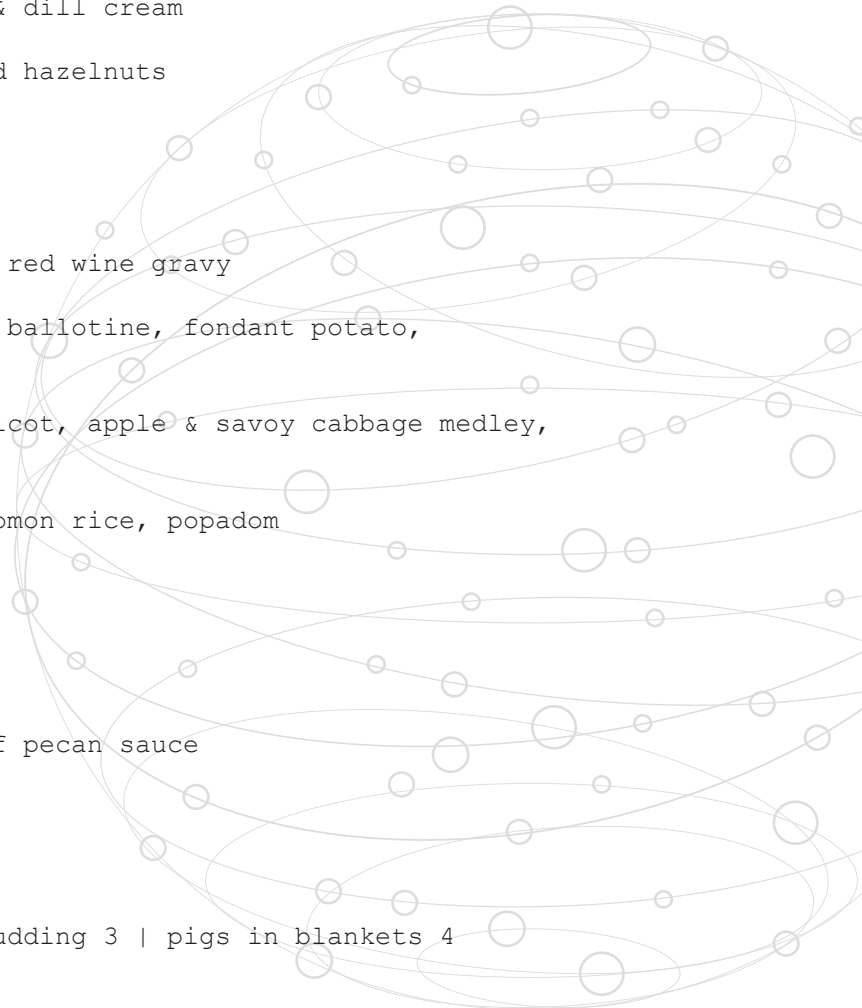 & dill cream
hazelnuts
red wine gravy
ballotine, fondant potato,
apple & savoy cabbage medley,
rice, popadom
pecan sauce
3 | pigs in blankets 4